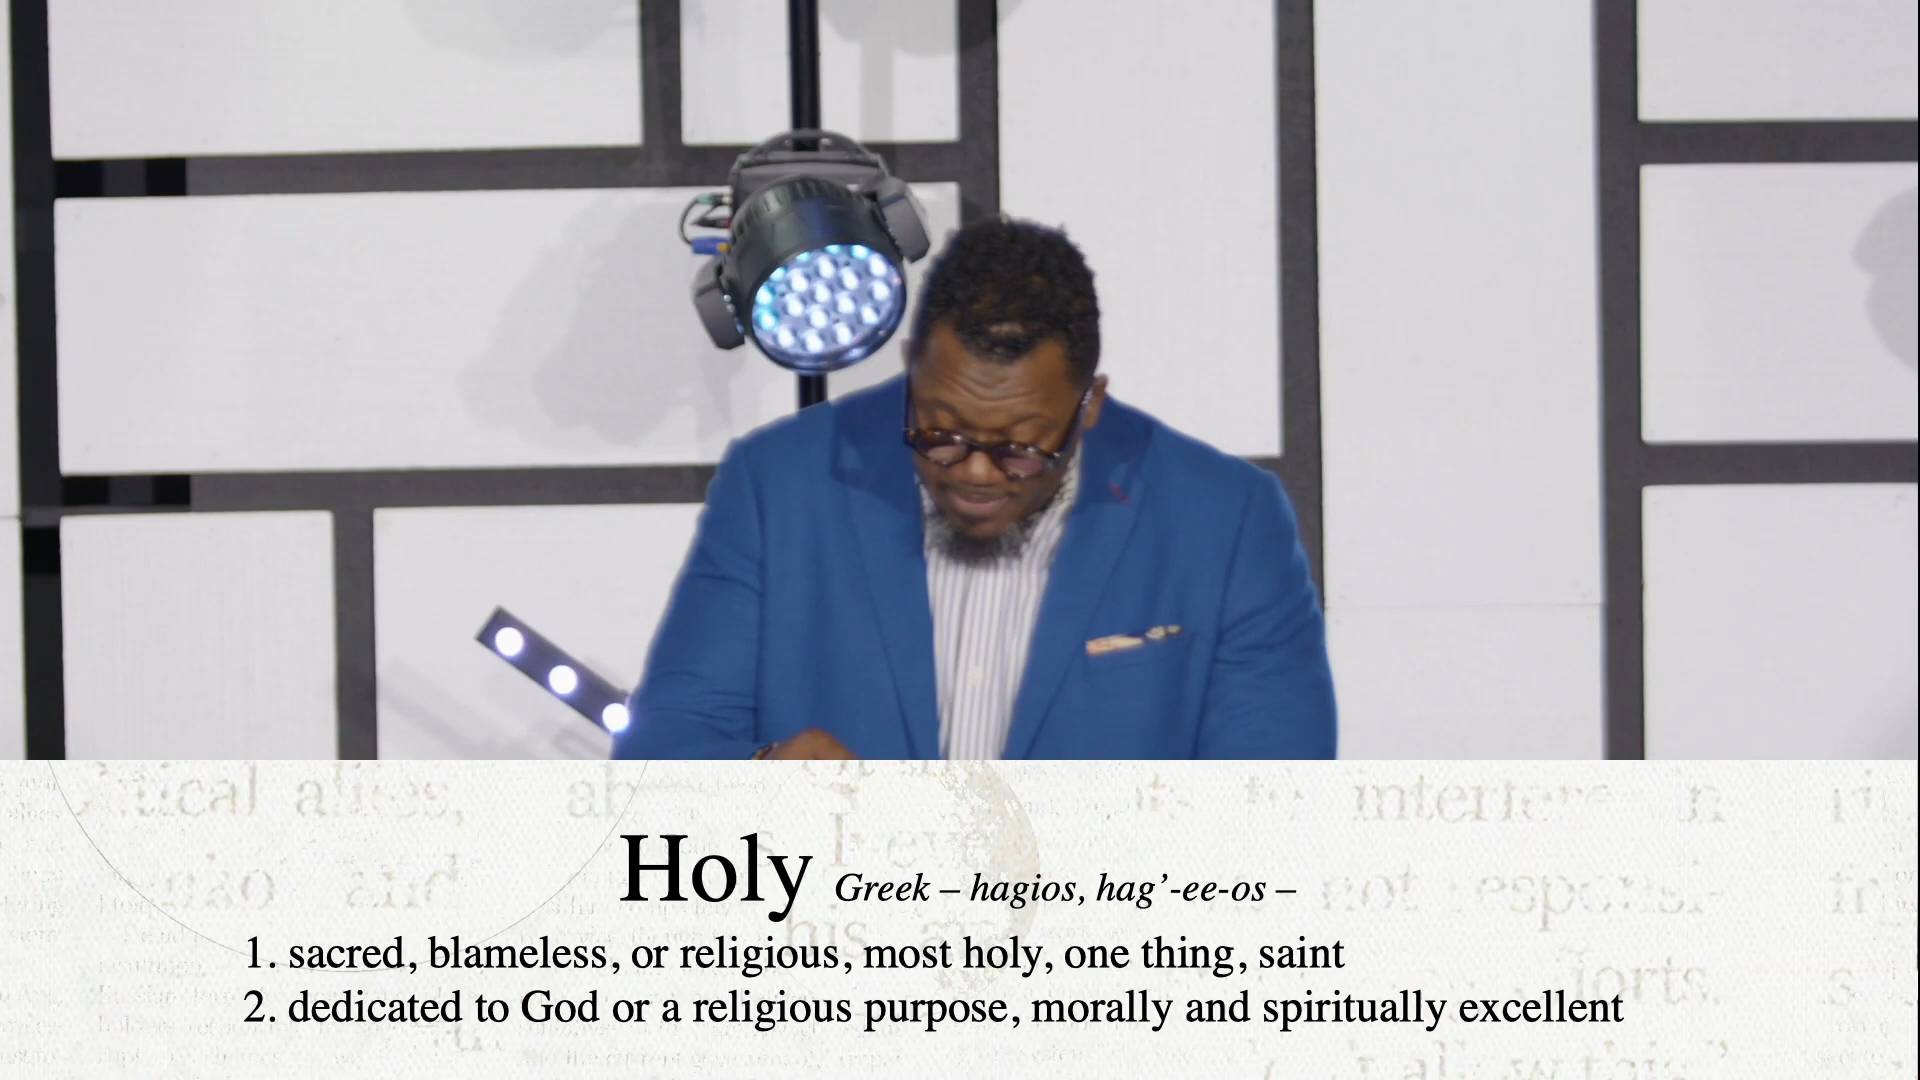 Holy Greek – hagios, hag’-ee-os –
1. sacred, blameless, or religious, most holy, one thing, saint
2. dedicated to God or a religious purpose, morally and spiritually excellent